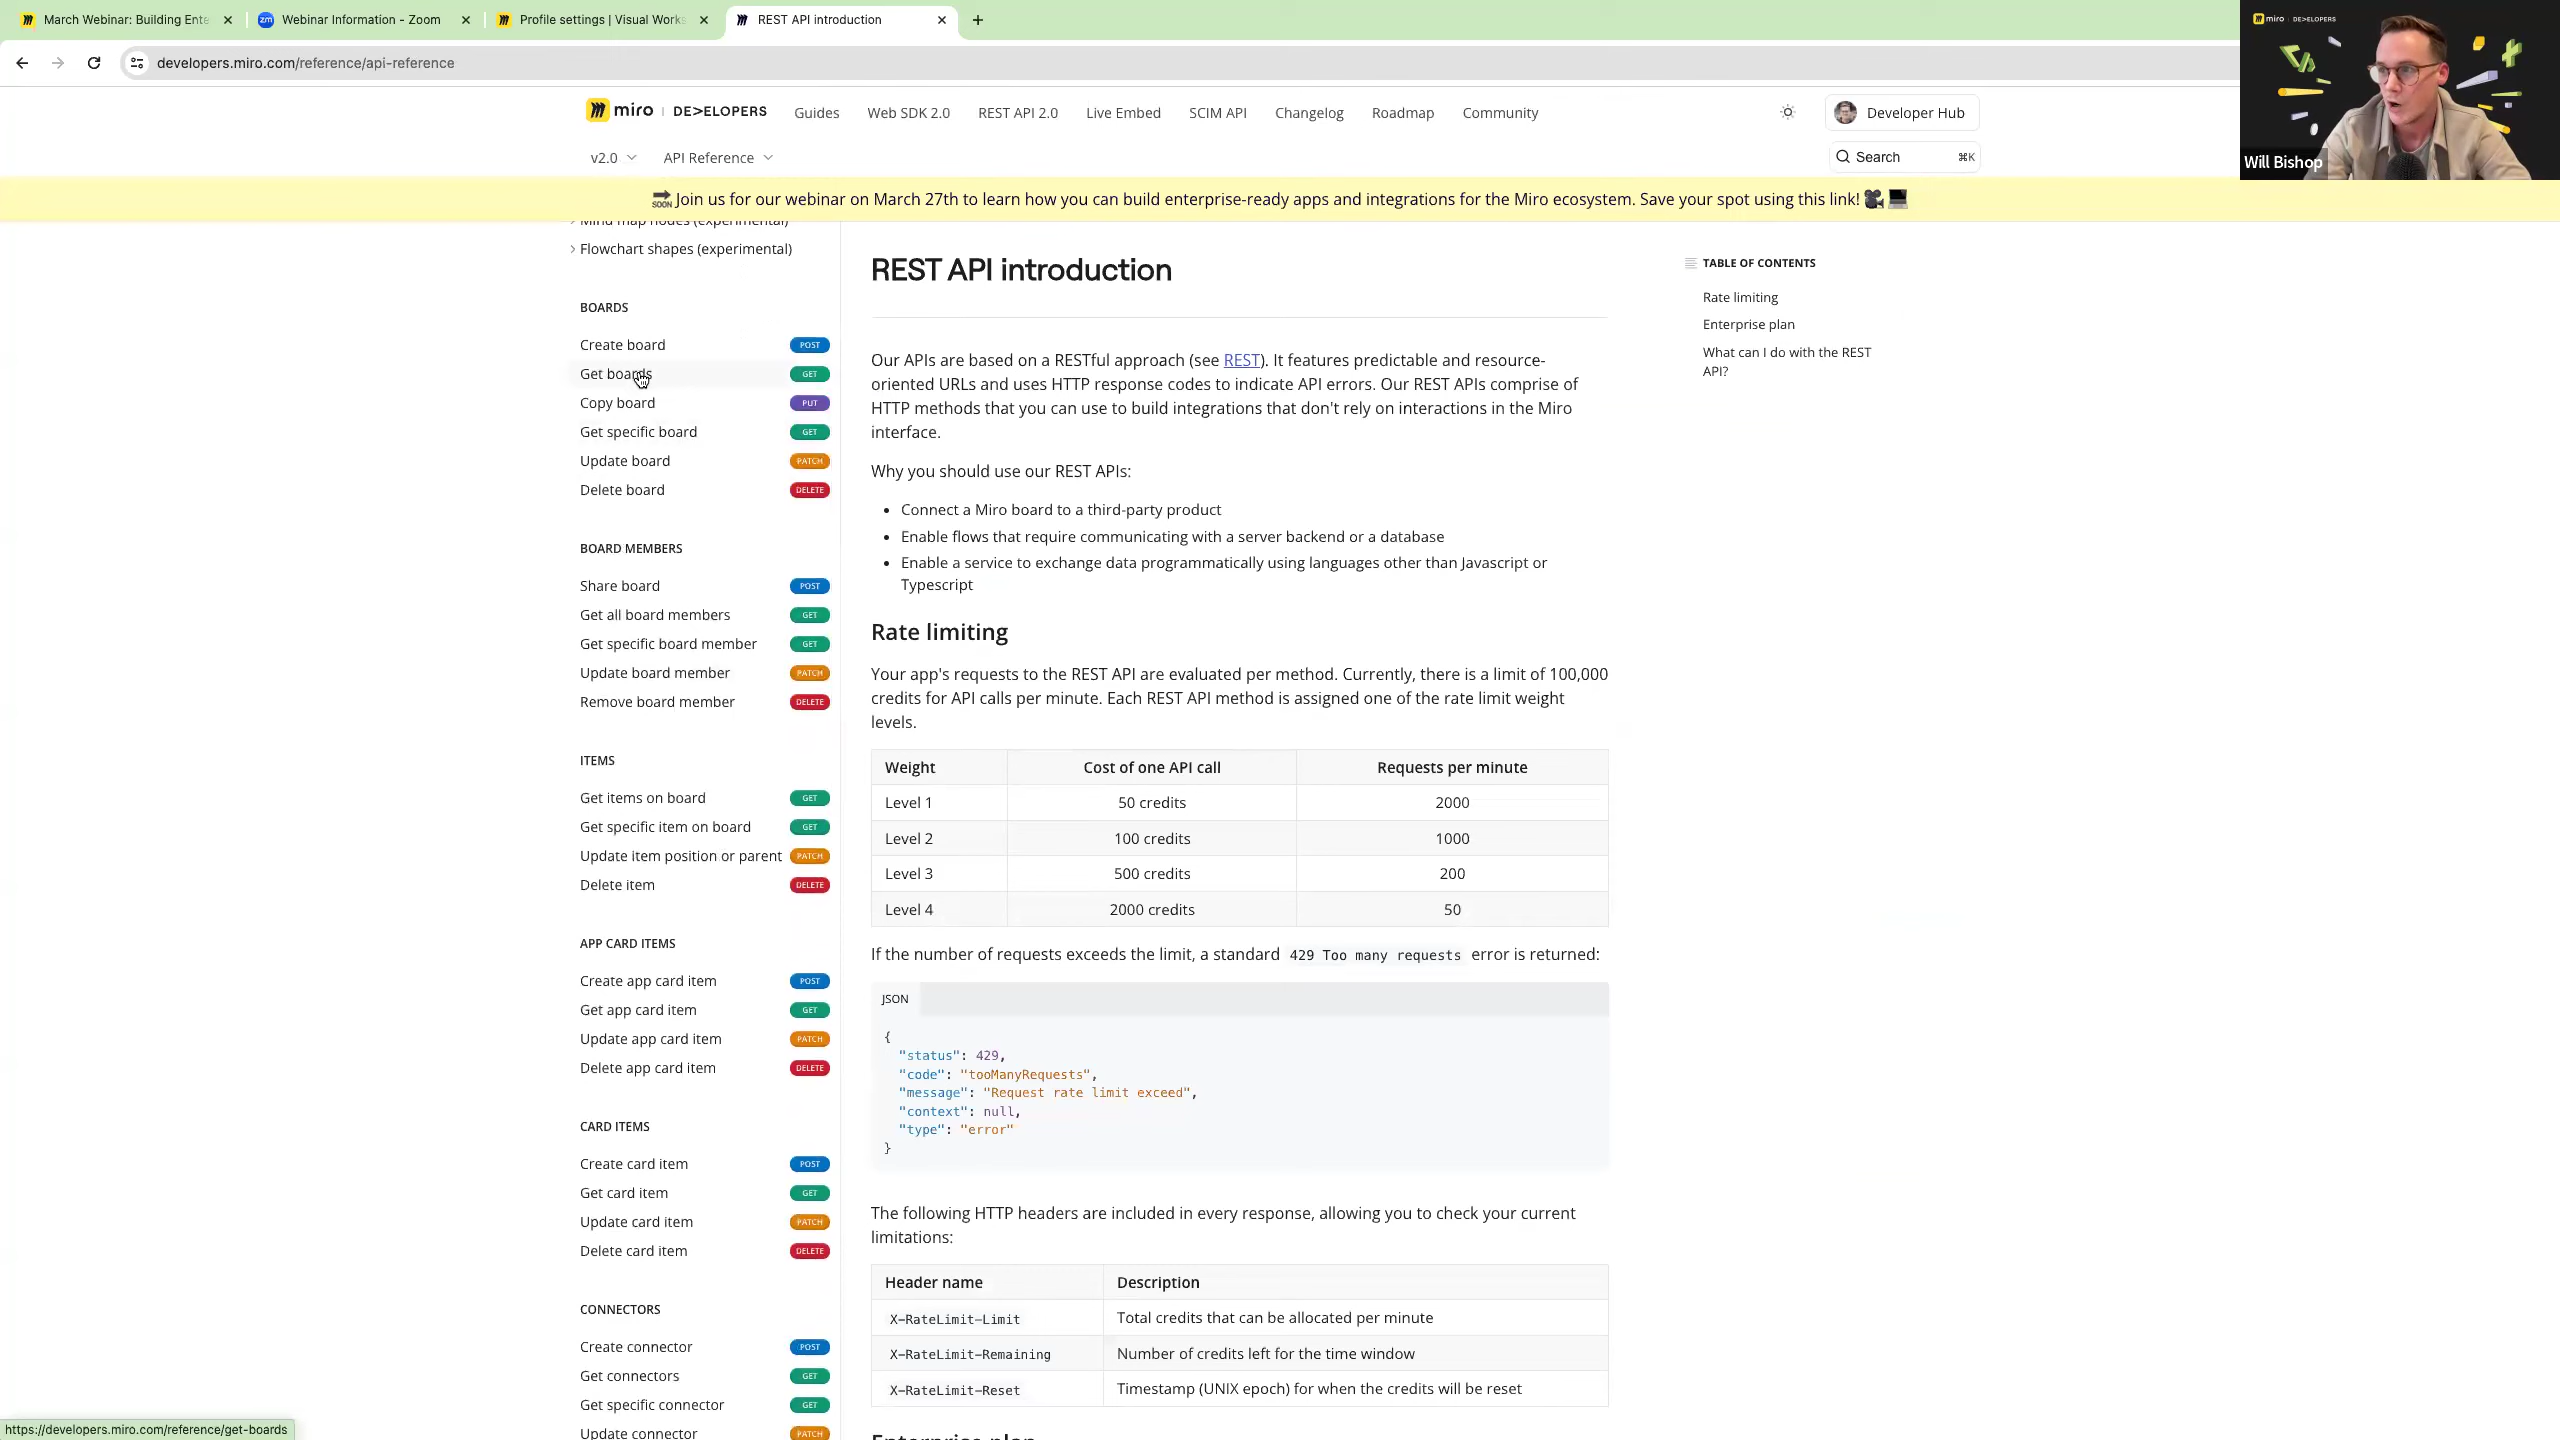 March Webinar: Building Ente
Webinar Information - Zoom
Profile settings | Visual Works
REST API introduction
developers.miro.com/reference/api-reference
miro | DE>ELOPERS
Will Bishop
miro | DE>ELOPERS
Guides
Web SDK 2.0
REST API 2.0
Live Embed
SCIM API
Changelog
Roadmap
Community
Developer Hub
v2.0
API Reference
Search
⌘K
SOON Join us for our webinar on March 27th to learn how you can build enterprise-ready apps and integrations for the Miro ecosystem. Save your spot using this link!
Mind map nodes (experimental)
Flowchart shapes (experimental)
BOARDS
Create board POST
Get boards GET
Copy board PUT
Get specific board GET
Update board PATCH
Delete board DELETE
BOARD MEMBERS
Share board POST
Get all board members GET
Get specific board member GET
Update board member PATCH
Remove board member DELETE
ITEMS
Get items on board GET
Get specific item on board GET
Update item position or parent PATCH
Delete item DELETE
APP CARD ITEMS
Create app card item POST
Get app card item GET
Update app card item PATCH
Delete app card item DELETE
CARD ITEMS
Create card item POST
Get card item GET
Update card item PATCH
Delete card item DELETE
CONNECTORS
Create connector POST
Get connectors GET
Get specific connector GET
Update connector PATCH
REST API introduction
Our APIs are based on a RESTful approach (see REST). It features predictable and resource-
oriented URLs and uses HTTP response codes to indicate API errors. Our REST APIs comprise of
HTTP methods that you can use to build integrations that don't rely on interactions in the Miro
interface.
Why you should use our REST APIs:
• Connect a Miro board to a third-party product
• Enable flows that require communicating with a server backend or a database
• Enable a service to exchange data programmatically using languages other than Javascript or
Typescript
Rate limiting
Your app's requests to the REST API are evaluated per method. Currently, there is a limit of 100,000
credits for API calls per minute. Each REST API method is assigned one of the rate limit weight
levels.
Weight Cost of one API call Requests per minute
Level 1 50 credits 2000
Level 2 100 credits 1000
Level 3 500 credits 200
Level 4 2000 credits 50
If the number of requests exceeds the limit, a standard 429 Too many requests error is returned:
JSON
{
"status": 429,
"code": "tooManyRequests",
"message": "Request rate limit exceed",
"context": null,
"type": "error"
}
The following HTTP headers are included in every response, allowing you to check your current
limitations:
Header name Description
X-RateLimit-Limit Total credits that can be allocated per minute
X-RateLimit-Remaining Number of credits left for the time window
X-RateLimit-Reset Timestamp (UNIX epoch) for when the credits will be reset
Enterprise plan
TABLE OF CONTENTS
Rate limiting
Enterprise plan
What can I do with the REST
API?
https://developers.miro.com/reference/get-boards